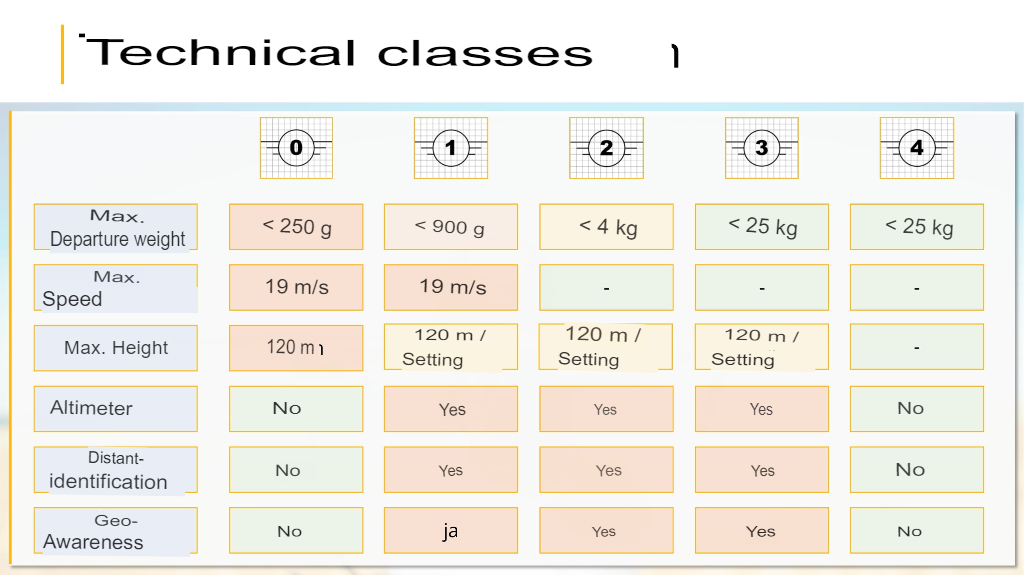 Technical classes
0 1 2 3 4
Max.
Departure weight
< 250 g < 900 g < 4 kg < 25 kg < 25 kg
Max.
Speed
19 m/s 19 m/s - - -
Max. Height
120 m
120 m /
Setting
120 m /
Setting
120 m /
Setting
-
Altimeter
No Yes Yes Yes No
Distant-
identification
No Yes Yes Yes No
Geo-
Awareness
No ja Yes Yes No